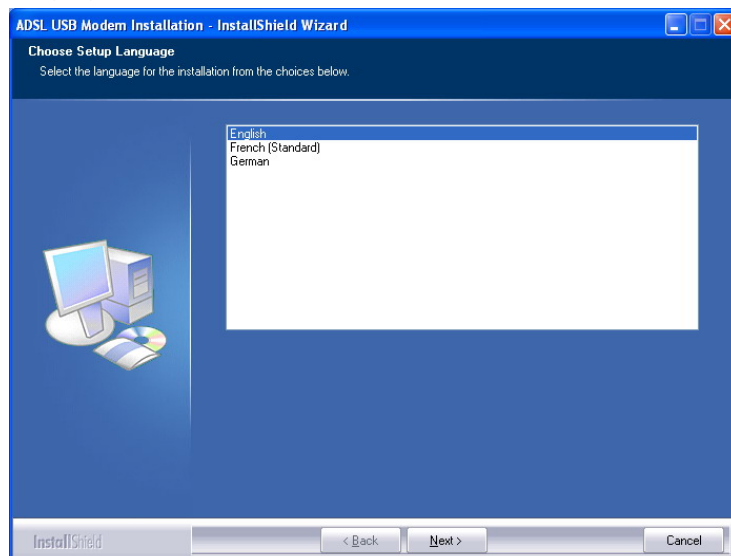 ADSL USB Modem Installation - InstallShield Wizard
Choose Setup Language
Select the language for the installation from the choices below.
English
French (Standard)
German
InstallShield
< Back
Next >
Cancel